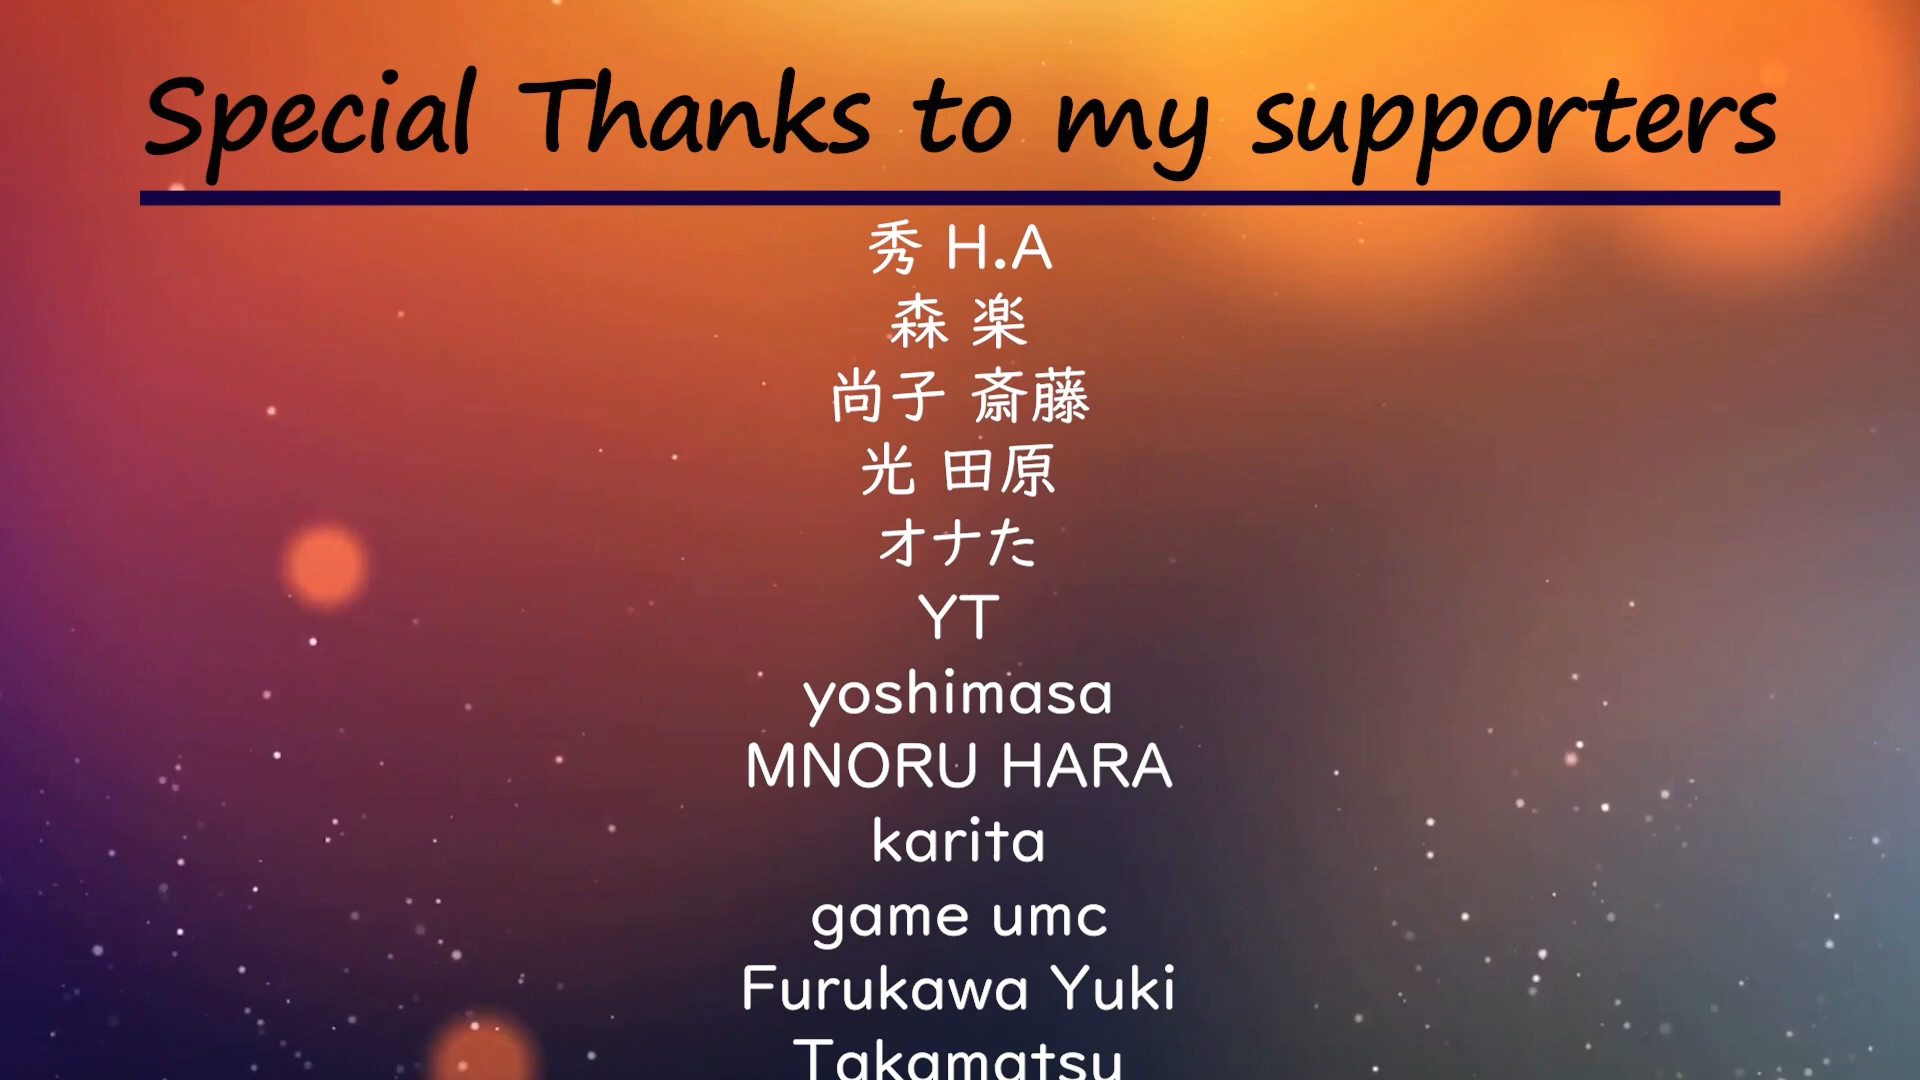 Special Thanks to my supporters
秀 H.A
森 楽
尚子 斎藤
光 田原
オナた
YT
yoshimasa
MNORU HARA
karita
game umc
Furukawa Yuki
Takamatsu